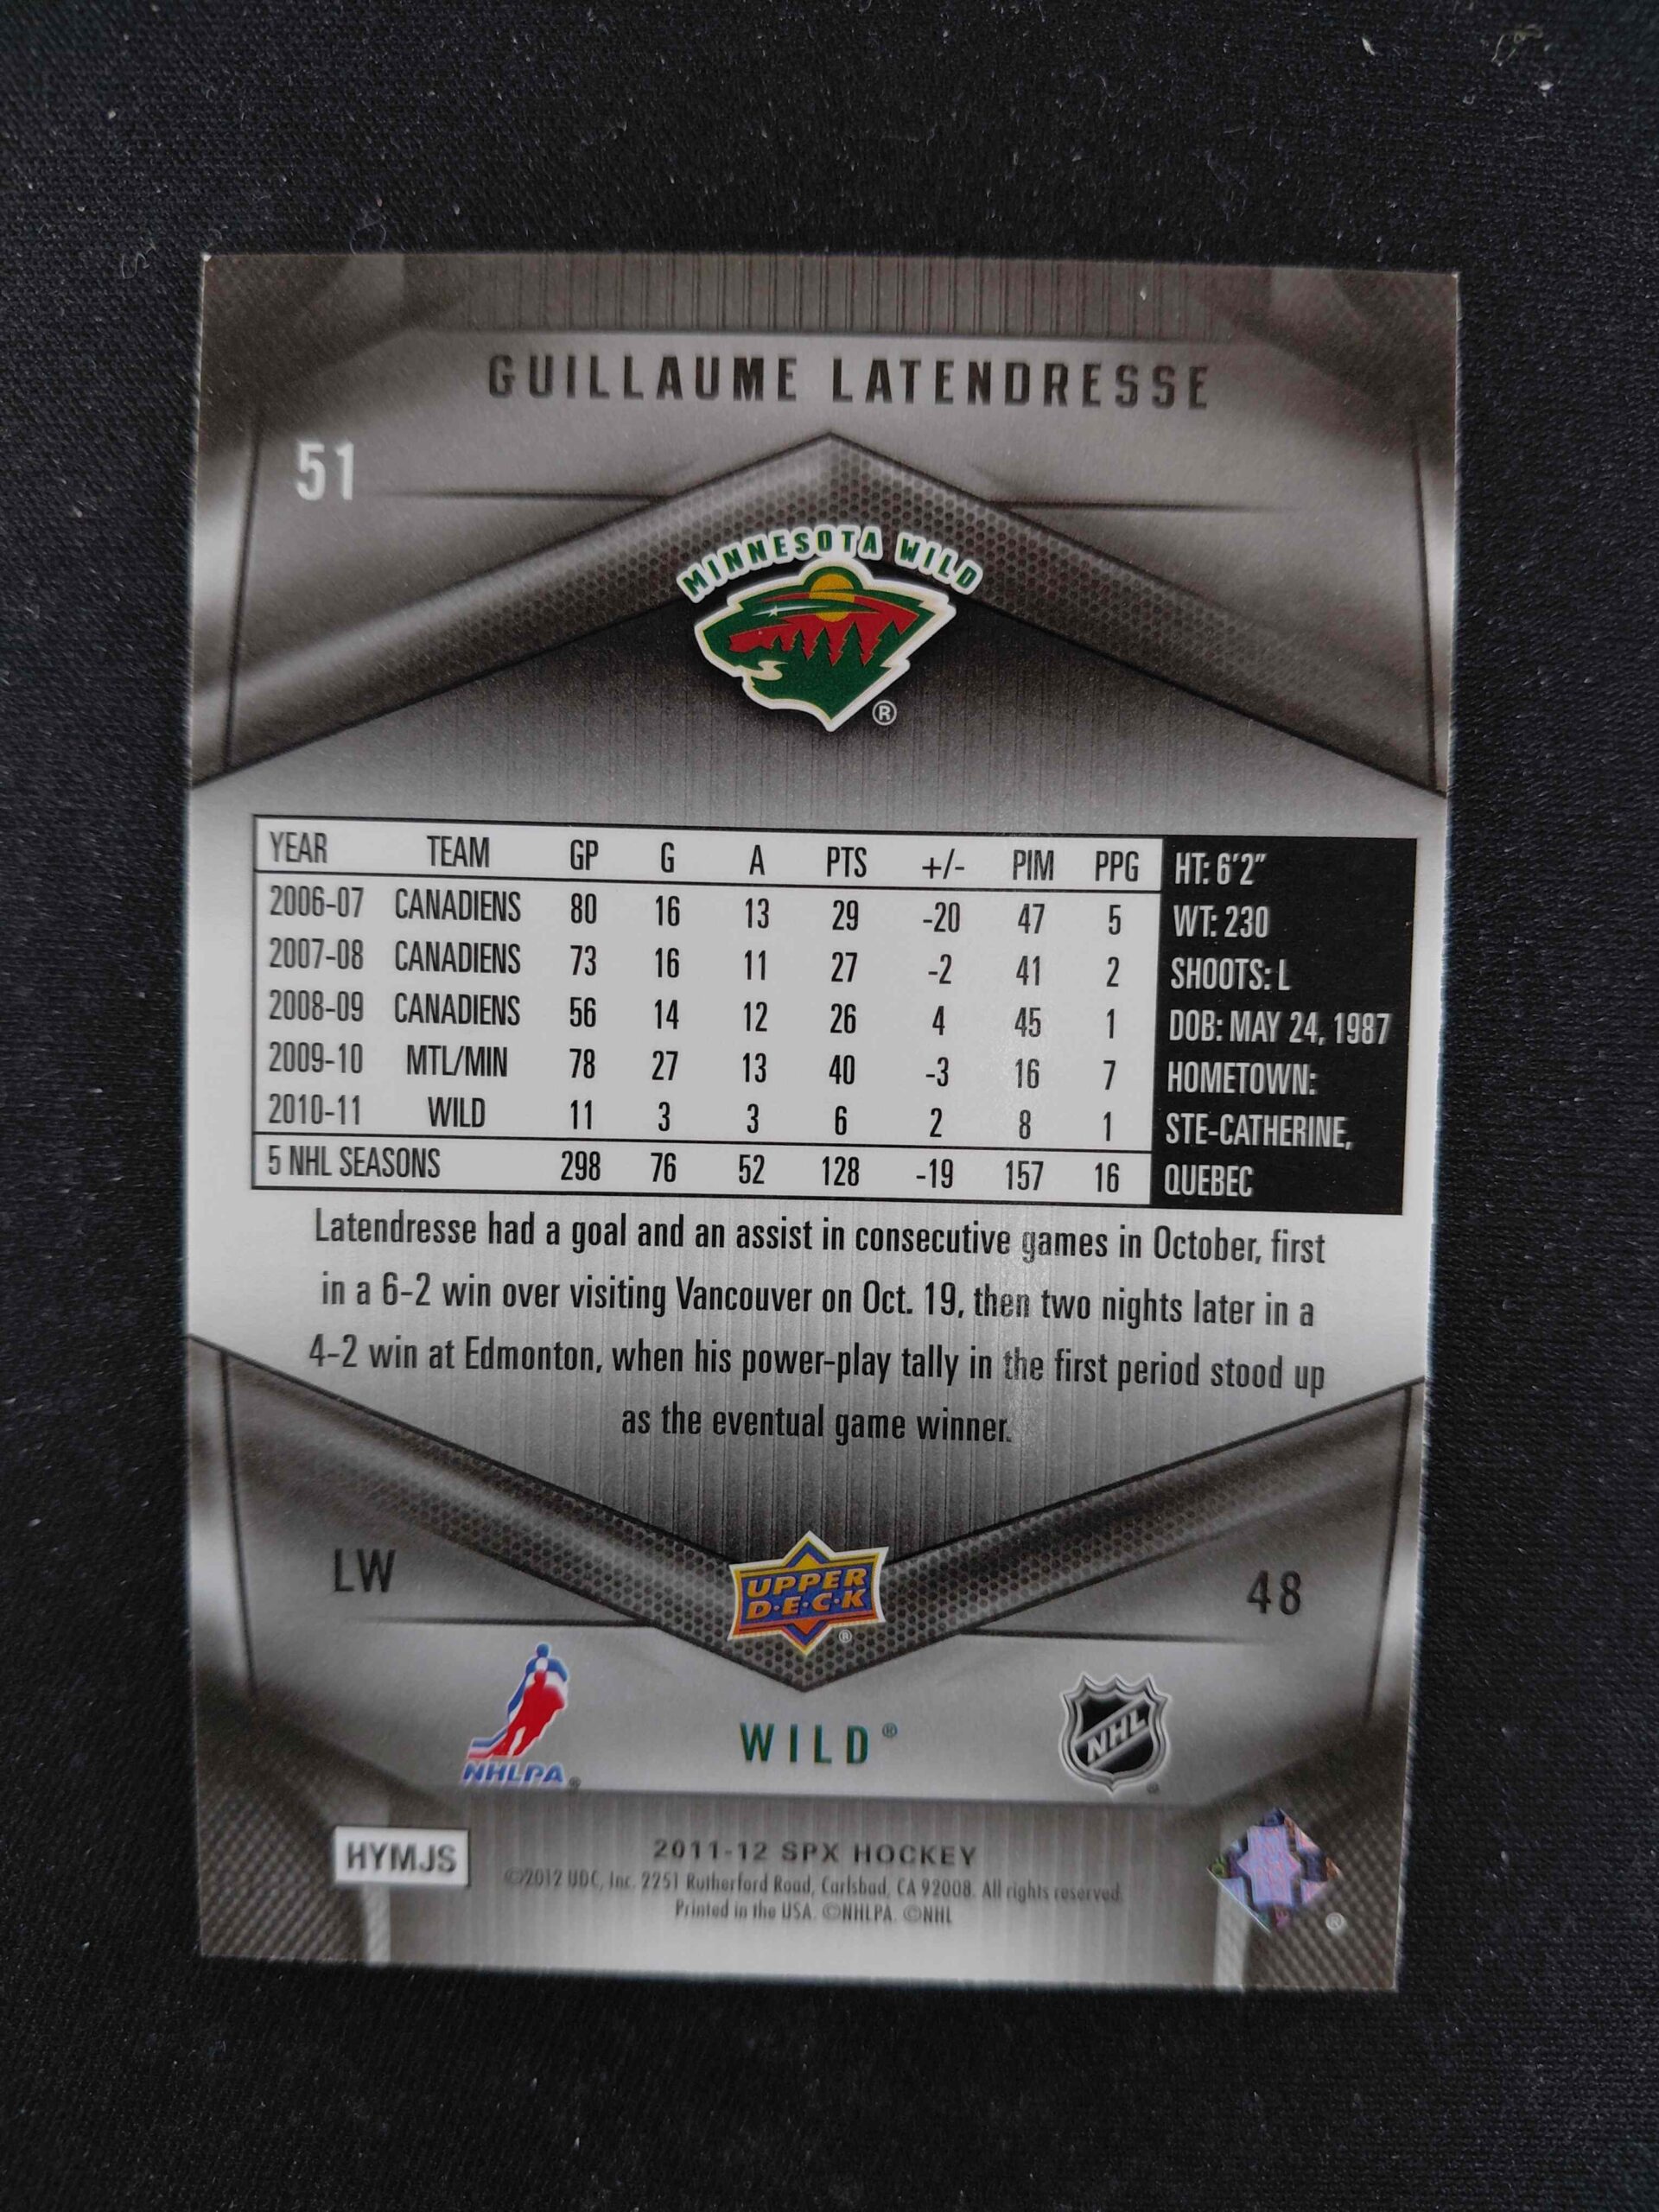 GUILLAUME LATENDRESSE
51
MINNESOTA WILD
®
YEAR TEAM GP G A PTS +/- PIM PPG
2006-07 CANADIENS 80 16 13 29 -20 47 5
2007-08 CANADIENS 73 16 11 27 -2 41 2
2008-09 CANADIENS 56 14 12 26 4 45 1
2009-10 MTL/MIN 78 27 13 40 -3 16 7
2010-11 WILD 11 3 3 6 2 8 1
5 NHL SEASONS 298 76 52 128 -19 157 16
HT: 6'2"
WT: 230
SHOOTS: L
DOB: MAY 24, 1987
HOMETOWN:
STE-CATHERINE,
QUEBEC
Latendresse had a goal and an assist in consecutive games in October, first
in a 6-2 win over visiting Vancouver on Oct. 19, then two nights later in a
4-2 win at Edmonton, when his power-play tally in the first period stood up
as the eventual game winner.
LW
UPPER
D·E·C·K
®
48
NHLPA®
WILD®
NHL
HYMJS
2011-12 SPX HOCKEY
©2012 UDC, Inc. 2251 Rutherford Road, Carlsbad, CA 92008. All rights reserved.
Printed in the USA. ©NHLPA. ©NHL
®